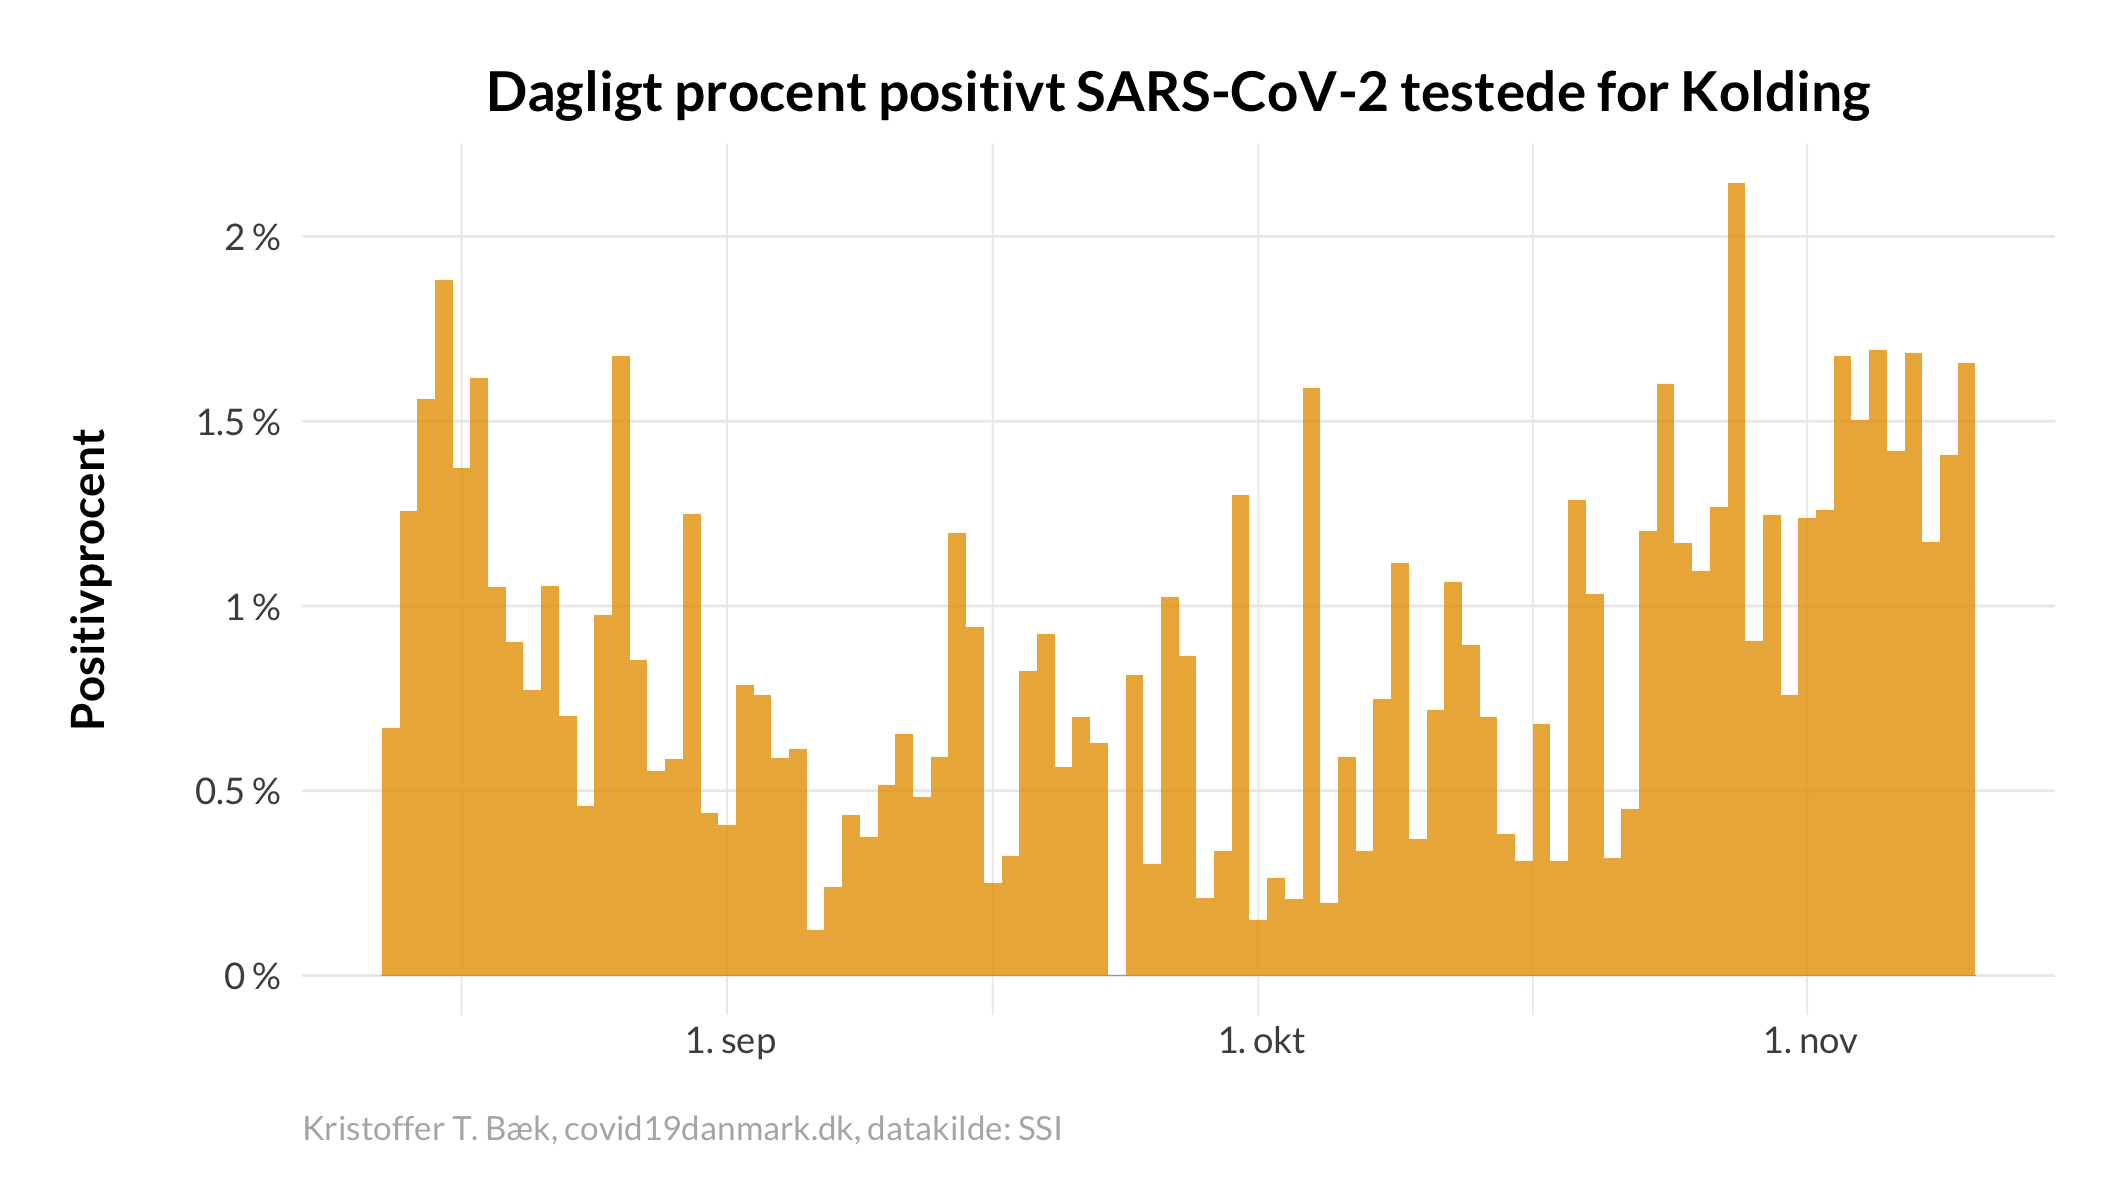 Dagligt procent positivt SARS-CoV-2 testede for Kolding
Positivprocent
2 %
1.5 %
1 %
0.5 %
0 %
1. sep
1. okt
1. nov
Kristoffer T. Bæk, covid19danmark.dk, datakilde: SSI